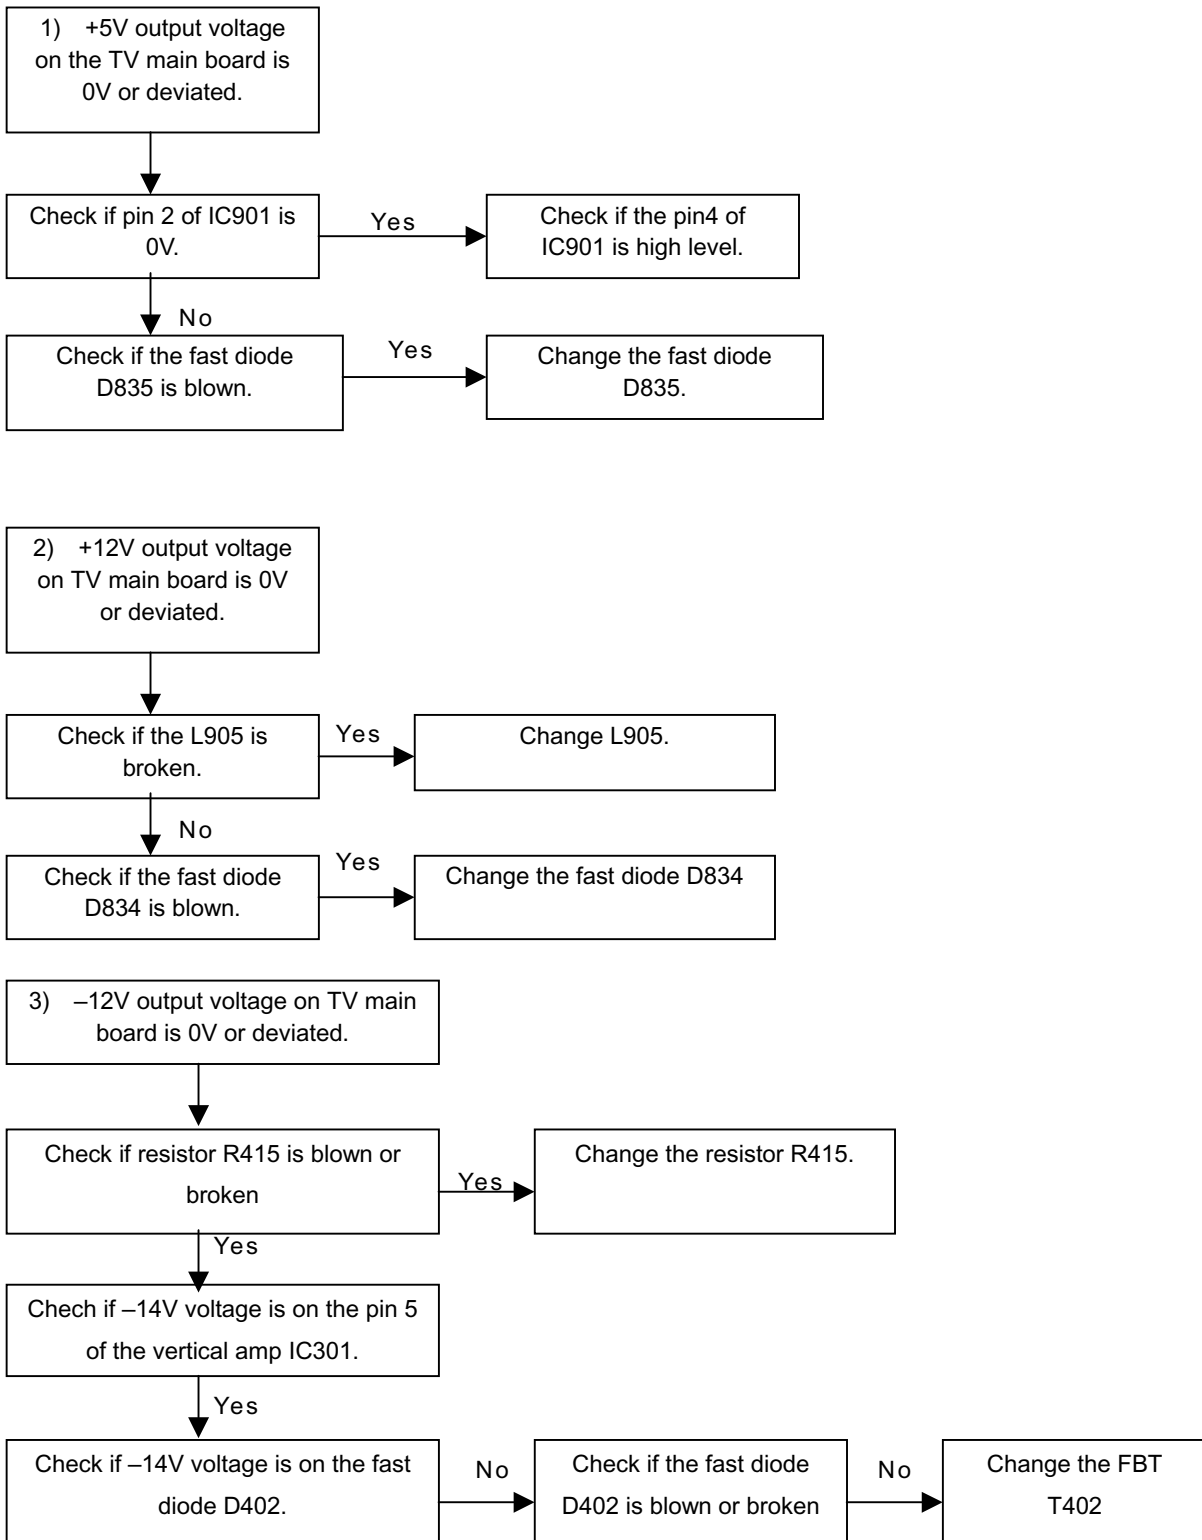 1) +5V output voltage
on the TV main board is
0V or deviated.
Check if pin 2 of IC901 is
0V.
Yes
Check if the pin4 of
IC901 is high level.
No
Check if the fast diode
D835 is blown.
Yes
Change the fast diode
D835.
2) +12V output voltage
on TV main board is 0V
or deviated.
Check if the L905 is
broken.
Yes
Change L905.
No
Check if the fast diode
D834 is blown.
Yes
Change the fast diode D834
3) –12V output voltage on TV main
board is 0V or deviated.
Check if resistor R415 is blown or
broken
Yes
Change the resistor R415.
Yes
Chech if –14V voltage is on the pin 5
of the vertical amp IC301.
Yes
Check if –14V voltage is on the fast
diode D402.
No
Check if the fast diode
D402 is blown or broken
No
Change the FBT
T402